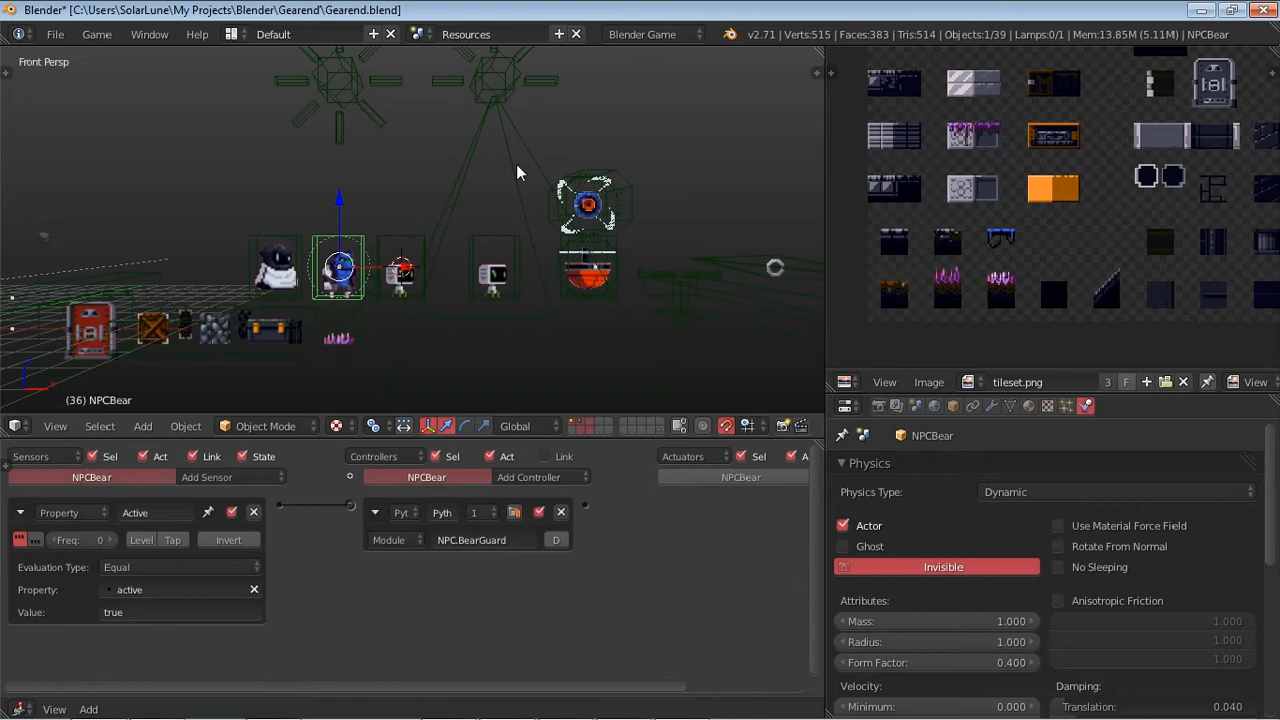 Blender* [C:\Users\SolarLune\My Projects\Blender\Gearend\Gearend.blend]
File Game Window Help Default Resources Blender Game v2.71 | Verts:515 | Faces:383 | Tris:514 | Objects:1/39 | Lamps:0/1 | Mem:13.85M (5.11M) | NPCBear
Front Persp
(36) NPCBear
View Image tileset.png 3 F View
View Select Add Object Object Mode Global
NPCBear
Sensors Sel Act Link State Controllers Sel Act Link Actuators Sel A
NPCBear Add Sensor NPCBear Add Controller NPCBear
Physics
Physics Type: Dynamic
Property Active Pyt Pyth 1
Actor Use Material Force Field
Freq: 0 Level Tap Invert Module NPC.BearGuard D
Ghost Rotate From Normal
Evaluation Type: Equal
Invisible No Sleeping
Property: active
Value: true
Attributes: Anisotropic Friction
Mass: 1.000 1.000
Radius: 1.000 1.000
Form Factor: 0.400 1.000
Velocity: Damping:
Minimum: 0.000 Translation: 0.040
View Add